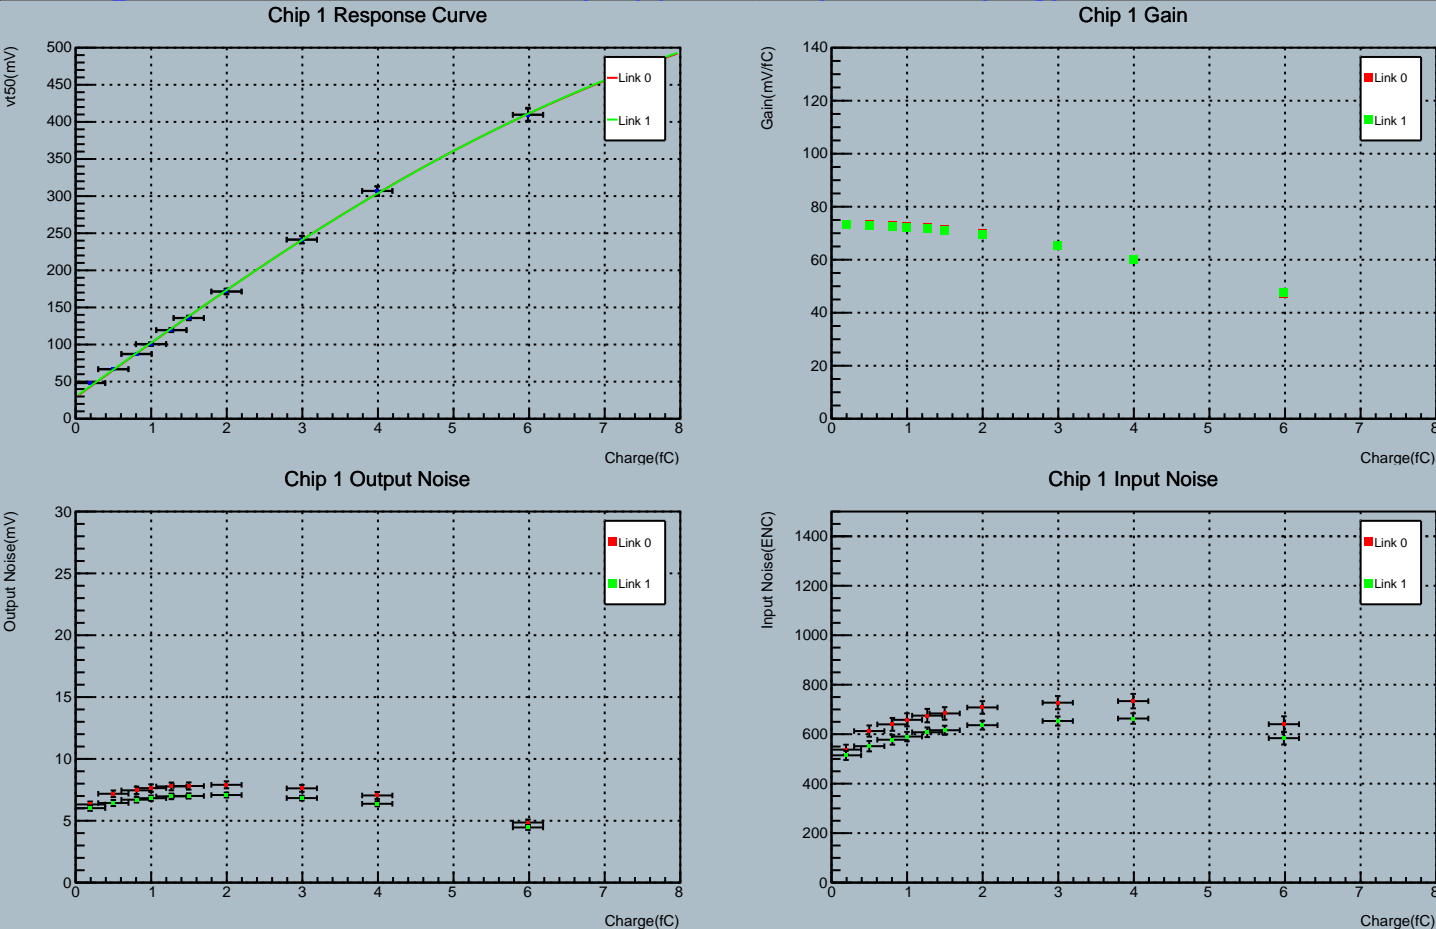 Chip 1 Response Curve
vt50(mV)
500
450
400
350
300
250
200
150
100
50
0
0 1 2 3 4 5 6 7 8
Charge(fC)
Link 0
Link 1
Chip 1 Gain
Gain(mV/fC)
140
120
100
80
60
40
20
0
0 1 2 3 4 5 6 7 8
Charge(fC)
Link 0
Link 1
Chip 1 Output Noise
Output Noise(mV)
30
25
20
15
10
5
0
0 1 2 3 4 5 6 7 8
Charge(fC)
Link 0
Link 1
Chip 1 Input Noise
Input Noise(ENC)
1400
1200
1000
800
600
400
200
0
0 1 2 3 4 5 6 7 8
Charge(fC)
Link 0
Link 1